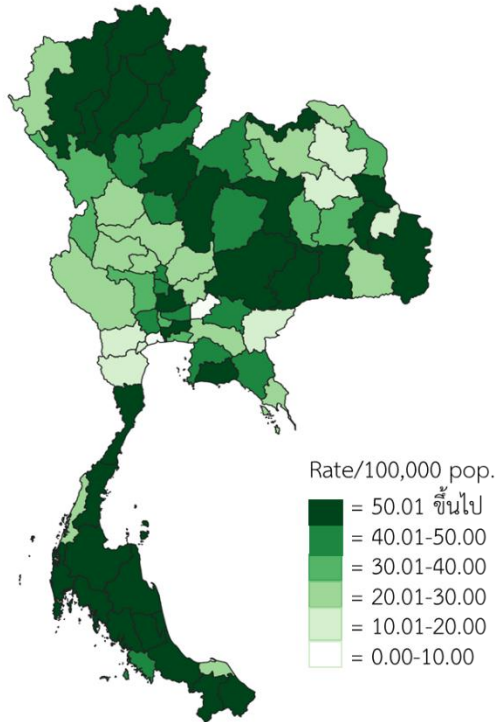 Rate/100,000 pop.
= 50.01 ขึ้นไป
= 40.01-50.00
= 30.01-40.00
= 20.01-30.00
= 10.01-20.00
= 0.00-10.00